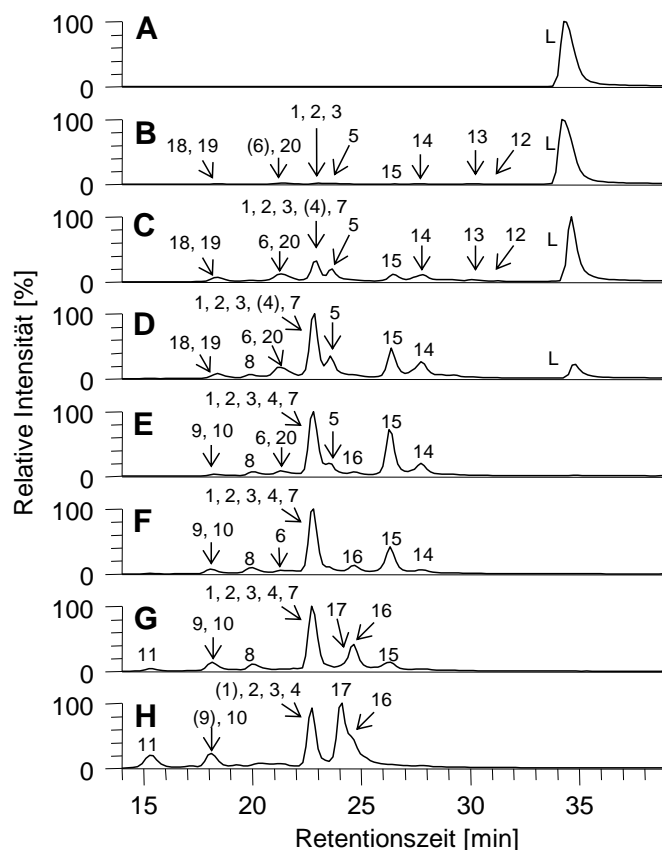 A
100
0
L
B
100
0
18, 19
(6), 20
1, 2, 3
5
15
14
13
12
L
C
100
0
18, 19
6, 20
1, 2, 3, (4), 7
5
15
14
13
12
L
D
100
0
18, 19
8
6, 20
1, 2, 3, (4), 7
5
15
14
L
E
100
0
9, 10
8
6, 20
1, 2, 3, 4, 7
5
16
15
14
F
100
0
9, 10
8
6
1, 2, 3, 4, 7
16
15
14
G
100
0
11
9, 10
8
1, 2, 3, 4, 7
17
16
15
H
100
0
11
(9), 10
(1), 2, 3, 4
17
16
15 20 25 30 35
Retentionszeit [min]
Relative Intensität [%]